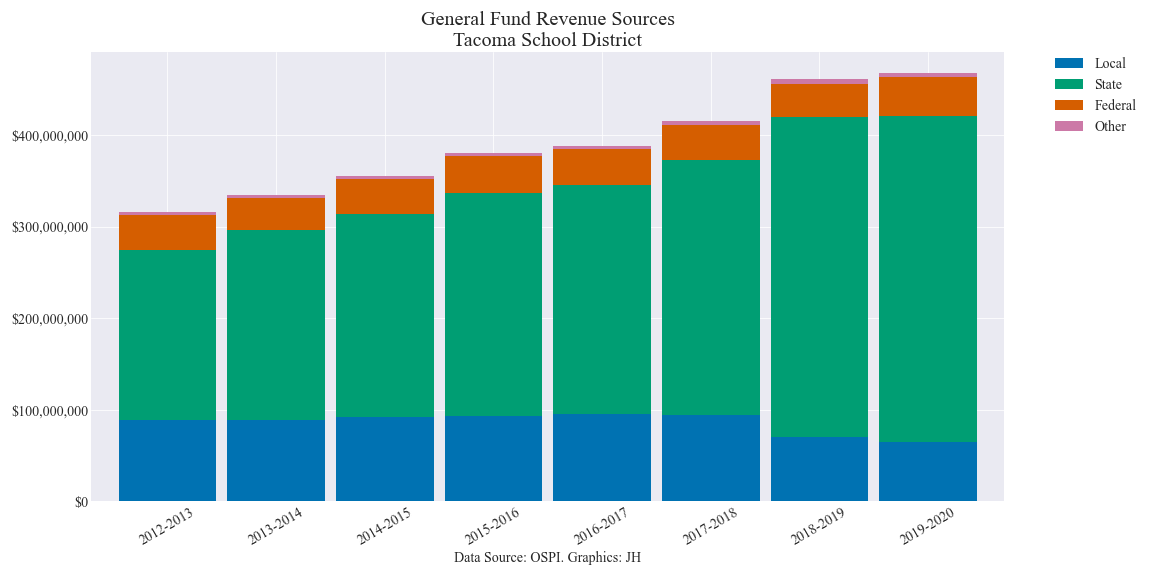 General Fund Revenue Sources
Tacoma School District
Local
State
Federal
Other
$400,000,000
$300,000,000
$200,000,000
$100,000,000
$0
2012-2013
2013-2014
2014-2015
2015-2016
2016-2017
2017-2018
2018-2019
2019-2020
Data Source: OSPI. Graphics: JH